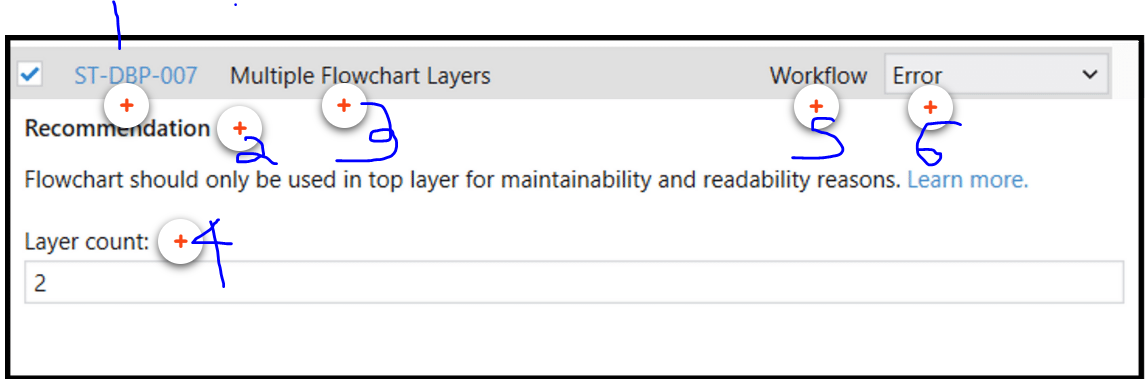 1
ST-DBP-007 Multiple Flowchart Layers Workflow Error
3
Recommendation 2 5 6
Flowchart should only be used in top layer for maintainability and readability reasons. Learn more.
Layer count: 4
2